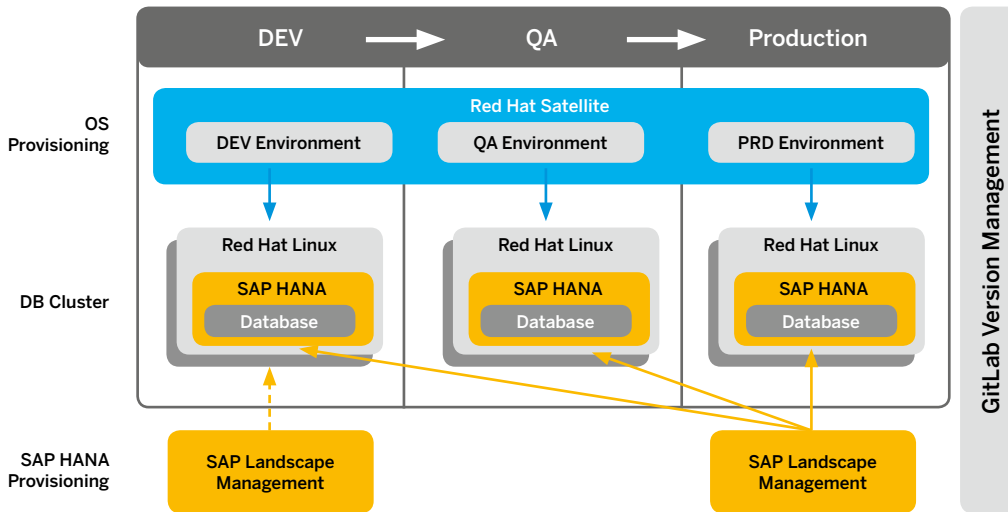 DEV
QA
Production
OS
Provisioning
Red Hat Satellite
DEV Environment
QA Environment
PRD Environment
DB Cluster
Red Hat Linux
SAP HANA
Database
Red Hat Linux
SAP HANA
Database
Red Hat Linux
SAP HANA
Database
SAP HANA
Provisioning
SAP Landscape
Management
SAP Landscape
Management
GitLab Version Management